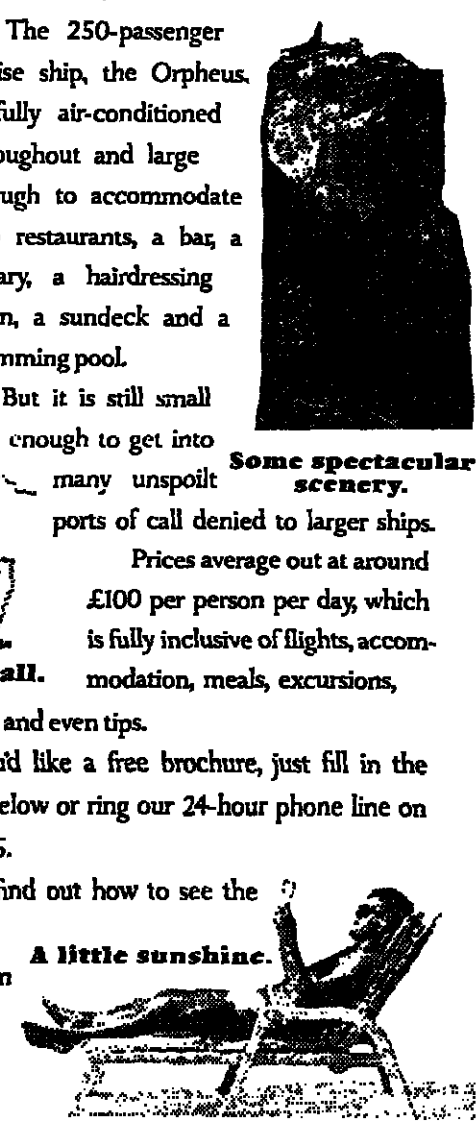 The 250-passenger
ise ship, the Orpheus,
fully air-conditioned
oughout and large
ugh to accommodate
restaurants, a bar, a
ary, a hairdressing
n, a sundeck and a
mming pool.
But it is still small
enough to get into
many unspoilt
Some spectacular
scenery.
ports of call denied to larger ships.
Prices average out at around
£100 per person per day, which
is fully inclusive of flights, accom-
all.
modation, meals, excursions,
and even tips.
u'd like a free brochure, just fill in the
elow or ring our 24-hour phone line on
5.
find out how to see the
A little sunshine.
n